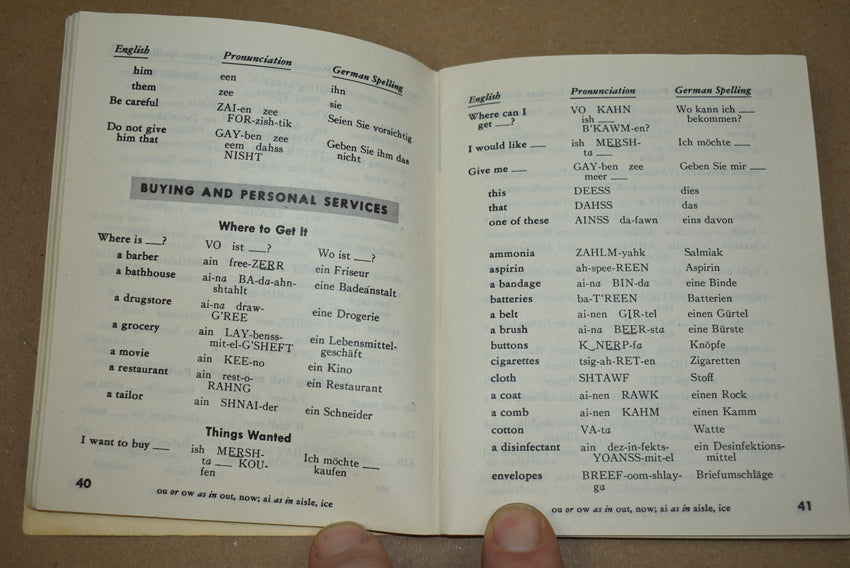 English Pronunciation German Spelling
him een ihn
them zee sie
Be careful ZAI-en zee Seien Sie vorsichtig
FOR-zish-tik
Do not give GAY-ben zee Geben Sie ihm das
him that eem dahss nicht
NISHT
BUYING AND PERSONAL SERVICES
Where to Get It
Where is ___? VO ist ___? Wo ist ___?
a barber ain free-ZERR ein Friseur
a bathhouse ai-na BA-da-ahn- eine Badeanstalt
shtahlt
a drugstore ai-na draw- eine Drogerie
G'REE
a grocery ain LAY-benss- ein Lebensmittel-
mit-el-G'SHEFT geschäft
a movie ain KEE-no ein Kino
a restaurant ain rest-o- ein Restaurant
RAHNG
a tailor ain SHNAI-der ein Schneider
Things Wanted
I want to buy ___ ish MERSH- Ich möchte ___
ta ___ KOU- kaufen
fen
40
ou or ow as in out, now; ai as in aisle, ice
English Pronunciation German Spelling
Where can I VO KAHN Wo kann ich ___
get ___? ish ___ bekommen?
B'KAWM-en?
I would like ___ ish MERSH- Ich möchte ___
ta ___
Give me ___ GAY-ben zee Geben Sie mir ___
meer ___
this DEESS dies
that DAHSS das
one of these AINSS da-fawn eins davon
ammonia ZAHLM-yahk Salmiak
aspirin ah-spee-REEN Aspirin
a bandage ai-na BIN-da eine Binde
batteries ba-T'REEN Batterien
a belt ai-nen GIR-tel einen Gürtel
a brush ai-na BEER-sta eine Bürste
buttons K‿NERP-fa Knöpfe
cigarettes tsig-ah-RET-en Zigaretten
cloth SHTAWF Stoff
a coat ai-nen RAWK einen Rock
a comb ai-nen KAHM einen Kamm
cotton VA-ta Watte
a disinfectant ain dez-in-fekts- ein Desinfektions-
YOANSS-mit-el mittel
envelopes BREEF-oom-shlay- Briefumschläge
ga
ou or ow as in out, now; ai as in aisle, ice 41